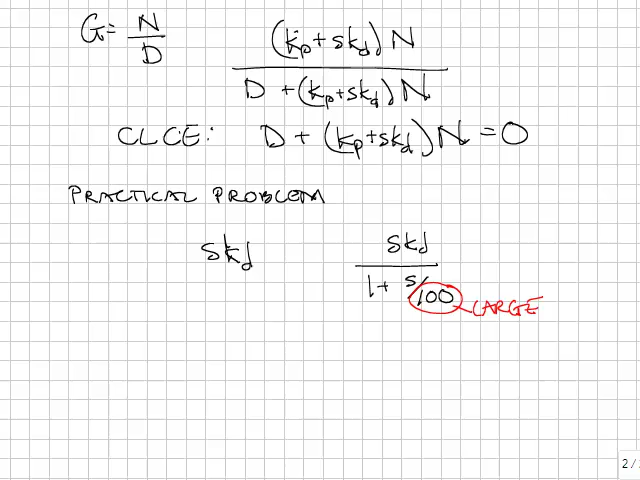 G = N/D
(kp + skd) N / D + (kp + skd) N
CLCE: D + (kp + skd) N = 0
PRACTICAL PROBLEM
skd
skd / 1 + s/100
LARGE
2 /